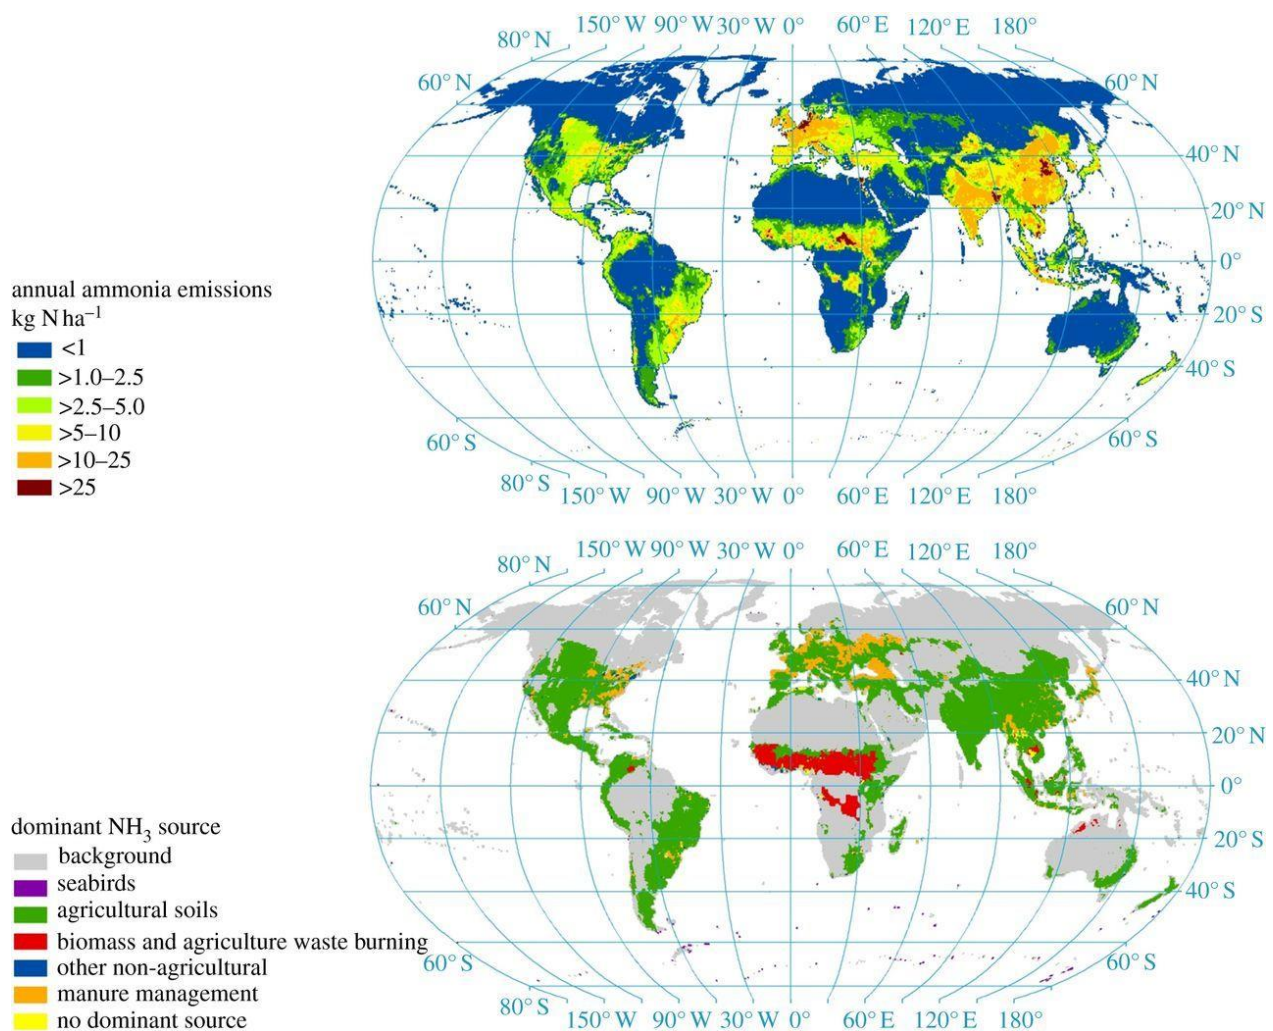 150° W 90° W 30° W 0° 60° E 120° E 180°
80° N
60° N 60° N
40° N
20° N
0°
20° S
40° S
60° S 60° S
80° S
150° W 90° W 30° W 0° 60° E 120° E 180°
annual ammonia emissions
kg N ha⁻¹
<1
>1.0–2.5
>2.5–5.0
>5–10
>10–25
>25
150° W 90° W 30° W 0° 60° E 120° E 180°
80° N
60° N 60° N
40° N
20° N
0°
20° S
40° S
60° S 60° S
80° S
150° W 90° W 30° W 0° 60° E 120° E 180°
dominant NH₃ source
background
seabirds
agricultural soils
biomass and agriculture waste burning
other non-agricultural
manure management
no dominant source